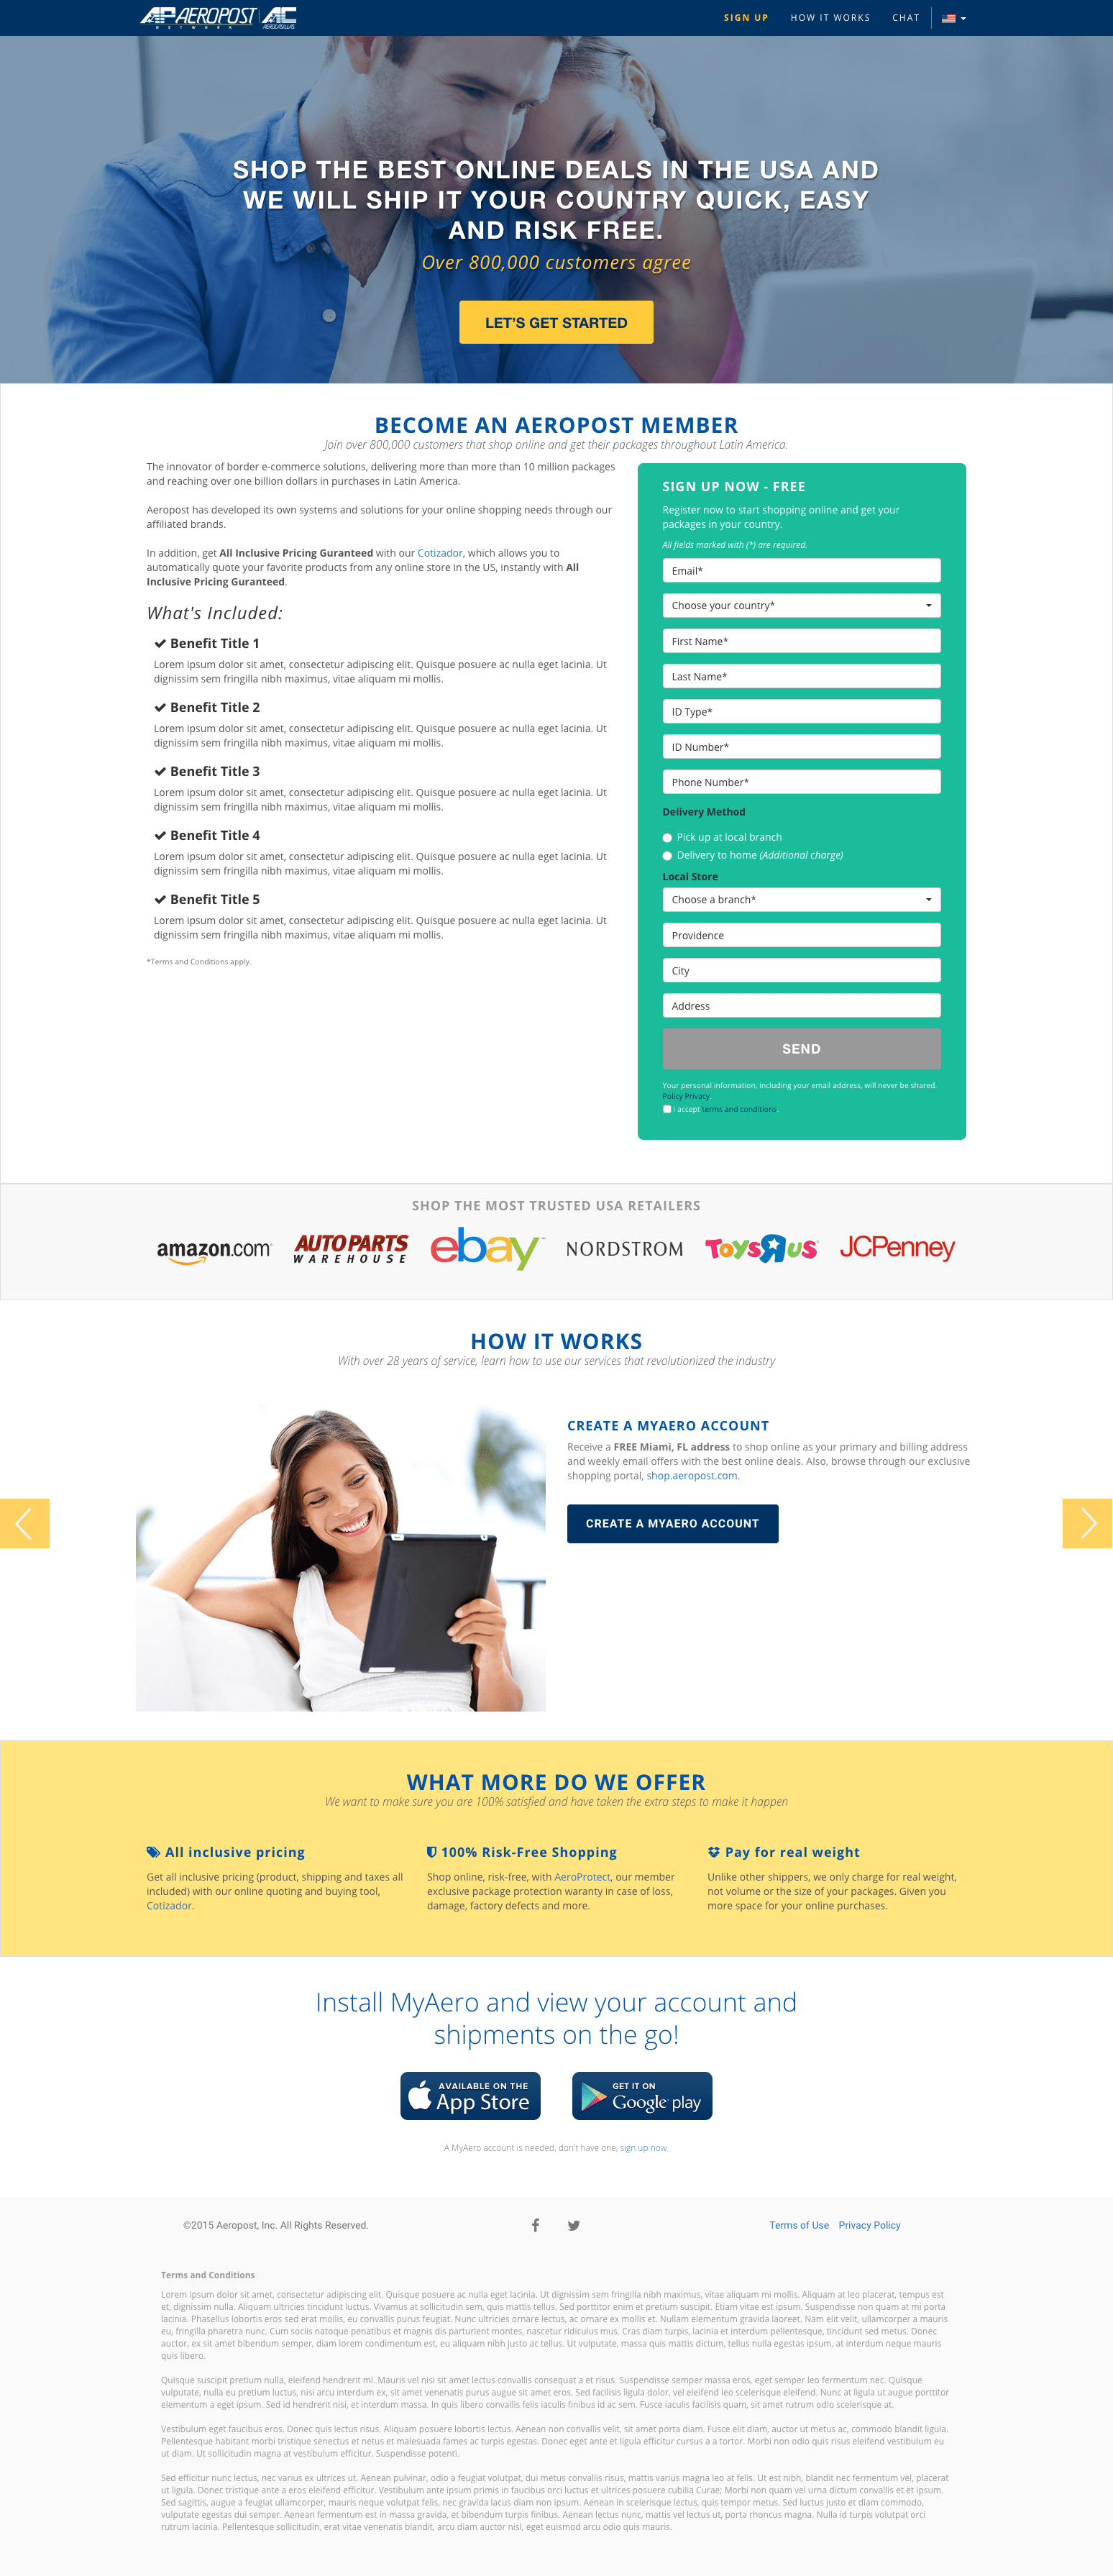 AP AEROPOST AC
NETWORK AEROCASILLAS
SIGN UP HOW IT WORKS CHAT
SHOP THE BEST ONLINE DEALS IN THE USA AND
WE WILL SHIP IT YOUR COUNTRY QUICK, EASY
AND RISK FREE.
Over 800,000 customers agree
LET'S GET STARTED
BECOME AN AEROPOST MEMBER
Join over 800,000 customers that shop online and get their packages throughout Latin America.
The innovator of border e-commerce solutions, delivering more than more than 10 million packages
and reaching over one billion dollars in purchases in Latin America.
Aeropost has developed its own systems and solutions for your online shopping needs through our
affiliated brands.
In addition, get All Inclusive Pricing Guranteed with our Cotizador, which allows you to
automatically quote your favorite products from any online store in the US, instantly with All
Inclusive Pricing Guranteed.
What's Included:
Benefit Title 1
Lorem ipsum dolor sit amet, consectetur adipiscing elit. Quisque posuere ac nulla eget lacinia. Ut
dignissim sem fringilla nibh maximus, vitae aliquam mi mollis.
Benefit Title 2
Lorem ipsum dolor sit amet, consectetur adipiscing elit. Quisque posuere ac nulla eget lacinia. Ut
dignissim sem fringilla nibh maximus, vitae aliquam mi mollis.
Benefit Title 3
Lorem ipsum dolor sit amet, consectetur adipiscing elit. Quisque posuere ac nulla eget lacinia. Ut
dignissim sem fringilla nibh maximus, vitae aliquam mi mollis.
Benefit Title 4
Lorem ipsum dolor sit amet, consectetur adipiscing elit. Quisque posuere ac nulla eget lacinia. Ut
dignissim sem fringilla nibh maximus, vitae aliquam mi mollis.
Benefit Title 5
Lorem ipsum dolor sit amet, consectetur adipiscing elit. Quisque posuere ac nulla eget lacinia. Ut
dignissim sem fringilla nibh maximus, vitae aliquam mi mollis.
*Terms and Conditions apply.
SIGN UP NOW - FREE
Register now to start shopping online and get your
packages in your country.
All fields marked with (*) are required.
Email*
Choose your country*
First Name*
Last Name*
ID Type*
ID Number*
Phone Number*
Delivery Method
Pick up at local branch
Delivery to home (Additional charge)
Local Store
Choose a branch*
Providence
City
Address
SEND
Your personal information, including your email address, will never be shared.
Policy Privacy.
I accept terms and conditions.
SHOP THE MOST TRUSTED USA RETAILERS
amazon.com AUTO PARTS WAREHOUSE ebay NORDSTROM ToysRus JCPenney
HOW IT WORKS
With over 28 years of service, learn how to use our services that revolutionized the industry
CREATE A MYAERO ACCOUNT
Receive a FREE Miami, FL address to shop online as your primary and billing address
and weekly email offers with the best online deals. Also, browse through our exclusive
shopping portal, shop.aeropost.com.
CREATE A MYAERO ACCOUNT
WHAT MORE DO WE OFFER
We want to make sure you are 100% satisfied and have taken the extra steps to make it happen
All inclusive pricing
Get all inclusive pricing (product, shipping and taxes all
included) with our online quoting and buying tool,
Cotizador.
100% Risk-Free Shopping
Shop online, risk-free, with AeroProtect, our member
exclusive package protection waranty in case of loss,
damage, factory defects and more.
Pay for real weight
Unlike other shippers, we only charge for real weight,
not volume or the size of your packages. Given you
more space for your online purchases.
Install MyAero and view your account and
shipments on the go!
AVAILABLE ON THE
App Store
GET IT ON
Google play
A MyAero account is needed, don't have one, sign up now.
©2015 Aeropost, Inc. All Rights Reserved.
Terms of Use Privacy Policy
Terms and Conditions
Lorem ipsum dolor sit amet, consectetur adipiscing elit. Quisque posuere ac nulla eget lacinia. Ut dignissim sem fringilla nibh maximus, vitae aliquam mi mollis. Aliquam at leo placerat, tempus est
et, dignissim nulla. Aliquam ultricies tincidunt luctus. Vivamus at sollicitudin sem, quis mattis tellus. Sed porttitor enim et pretium suscipit. Etiam vitae est ipsum. Suspendisse non quam at mi porta
lacinia. Phasellus lobortis eros sed erat mollis, eu convallis purus feugiat. Nunc ultricies ornare lectus, ac ornare ex mollis et. Nullam elementum gravida laoreet. Nam elit velit, ullamcorper a mauris
eu, fringilla pharetra nunc. Cum sociis natoque penatibus et magnis dis parturient montes, nascetur ridiculus mus. Cras diam turpis, lacinia et interdum pellentesque, tincidunt sed metus. Donec
auctor, ex sit amet bibendum semper, diam lorem condimentum est, eu aliquam nibh justo ac tellus. Ut vulputate, massa quis mattis dictum, tellus nulla egestas ipsum, at interdum neque mauris
quis libero.
Quisque suscipit pretium nulla, eleifend hendrerit mi. Mauris vel nisi sit amet lectus convallis consequat a et risus. Suspendisse semper massa eros, eget semper leo fermentum nec. Quisque
vulputate, nulla eu pretium luctus, nisi arcu interdum ex, sit amet venenatis purus augue sit amet eros. Sed facilisis ligula dolor, vel eleifend leo scelerisque eleifend. Nunc at ligula ut augue porttitor
elementum a eget ipsum. Sed id hendrerit nisi, et interdum massa. In quis libero convallis felis iaculis finibus id ac sem. Fusce iaculis facilisis quam, sit amet rutrum odio scelerisque at.
Vestibulum eget faucibus eros. Donec quis lectus risus. Aliquam posuere lobortis lectus. Aenean non convallis velit, sit amet porta diam. Fusce elit diam, auctor ut metus ac, commodo blandit ligula.
Pellentesque habitant morbi tristique senectus et netus et malesuada fames ac turpis egestas. Donec eget ante et ligula efficitur cursus a a tortor. Morbi non odio quis risus eleifend vestibulum eu
ut diam. Ut sollicitudin magna at vestibulum efficitur. Suspendisse potenti.
Sed efficitur nunc lectus, nec varius ex ultrices ut. Aenean pulvinar, odio a feugiat volutpat, dui metus convallis risus, mattis varius magna leo at felis. Ut est nibh, blandit nec fermentum vel, placerat
ut ligula. Donec tristique ante a eros eleifend efficitur. Vestibulum ante ipsum primis in faucibus orci luctus et ultrices posuere cubilia Curae; Morbi non quam vel urna dictum convallis et et ipsum.
Sed sagittis, augue a feugiat ullamcorper, mauris neque volutpat felis, nec gravida lacus diam non ipsum. Aenean in scelerisque lectus, quis tempor metus. Sed luctus justo et diam commodo,
vulputate egestas dui semper. Aenean fermentum est in massa gravida, et bibendum turpis finibus. Aenean lectus nunc, mattis vel lectus ut, porta rhoncus magna. Nulla id turpis volutpat orci
rutrum lacinia. Pellentesque sollicitudin, erat vitae venenatis blandit, arcu diam auctor nisl, eget euismod arcu odio quis mauris.